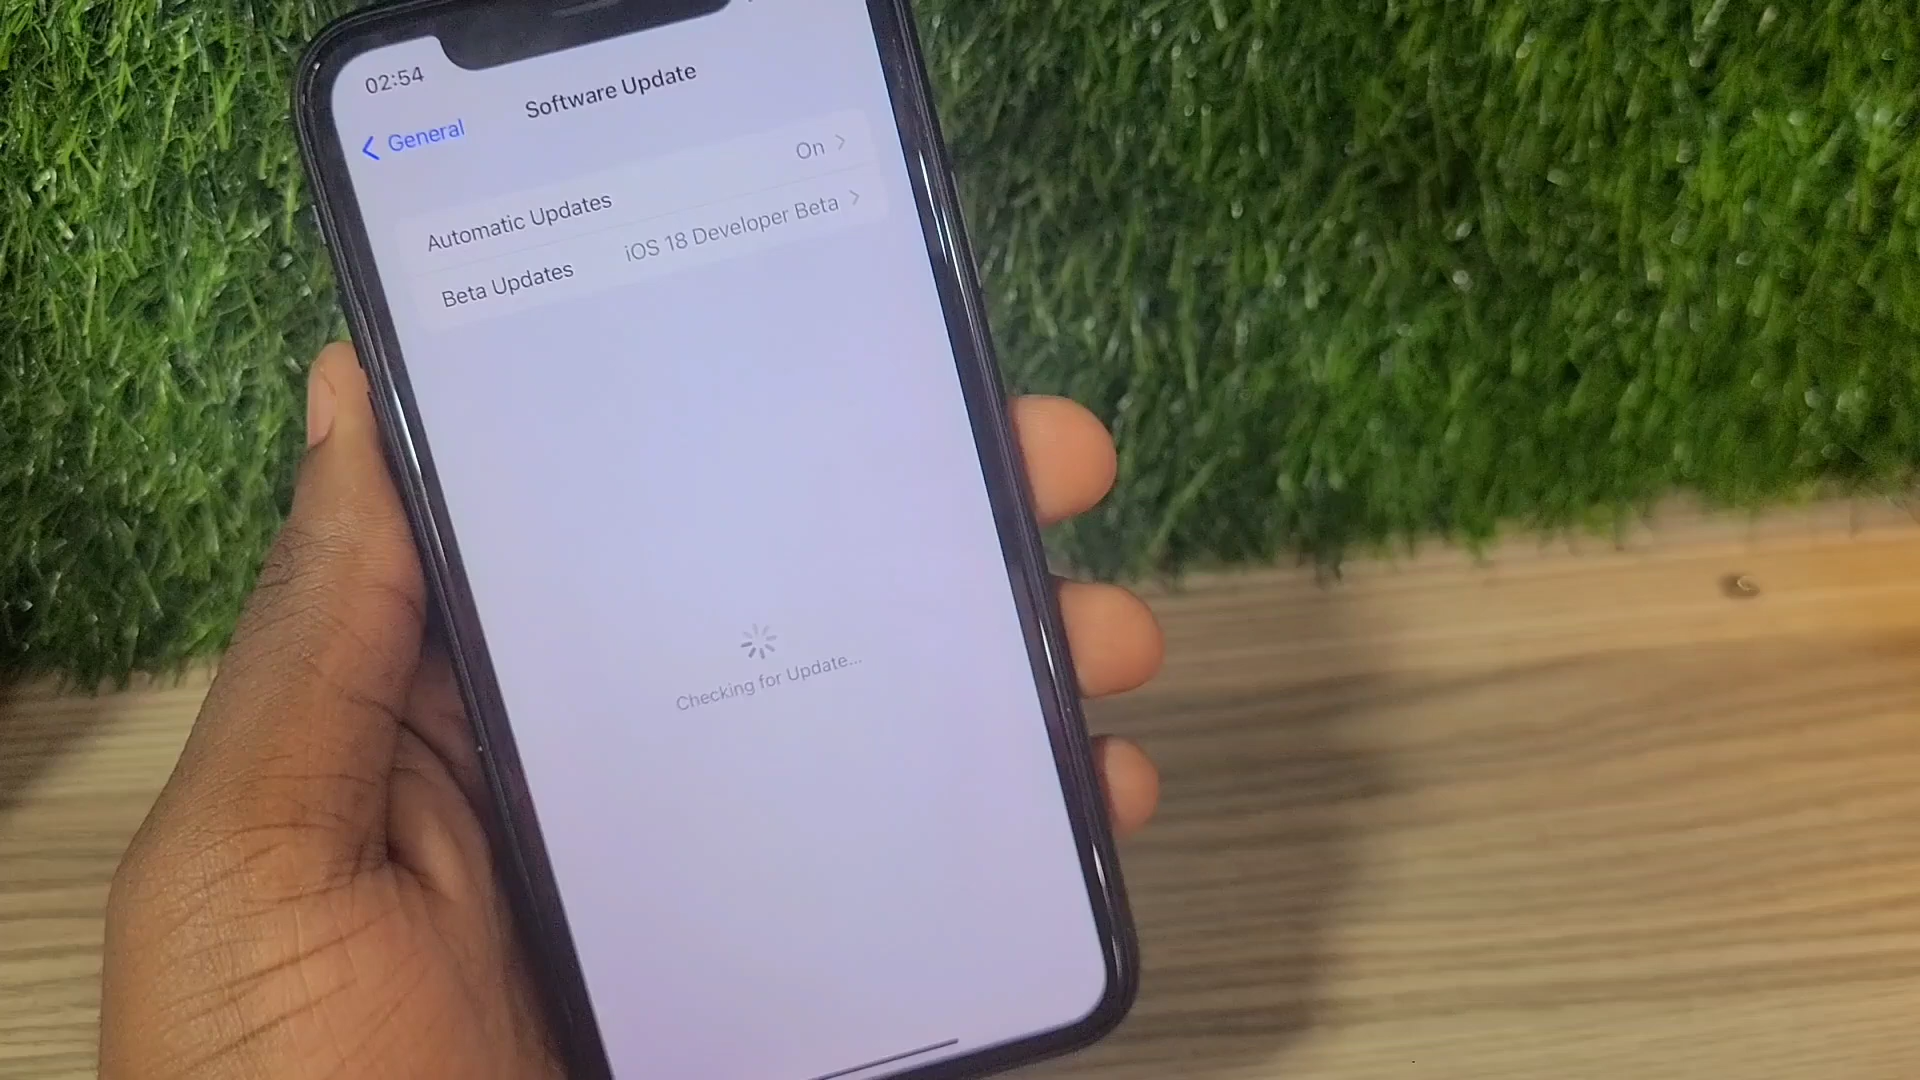 02:54
Software Update
General
Automatic Updates On
Beta Updates iOS 18 Developer Beta
Checking for Update...